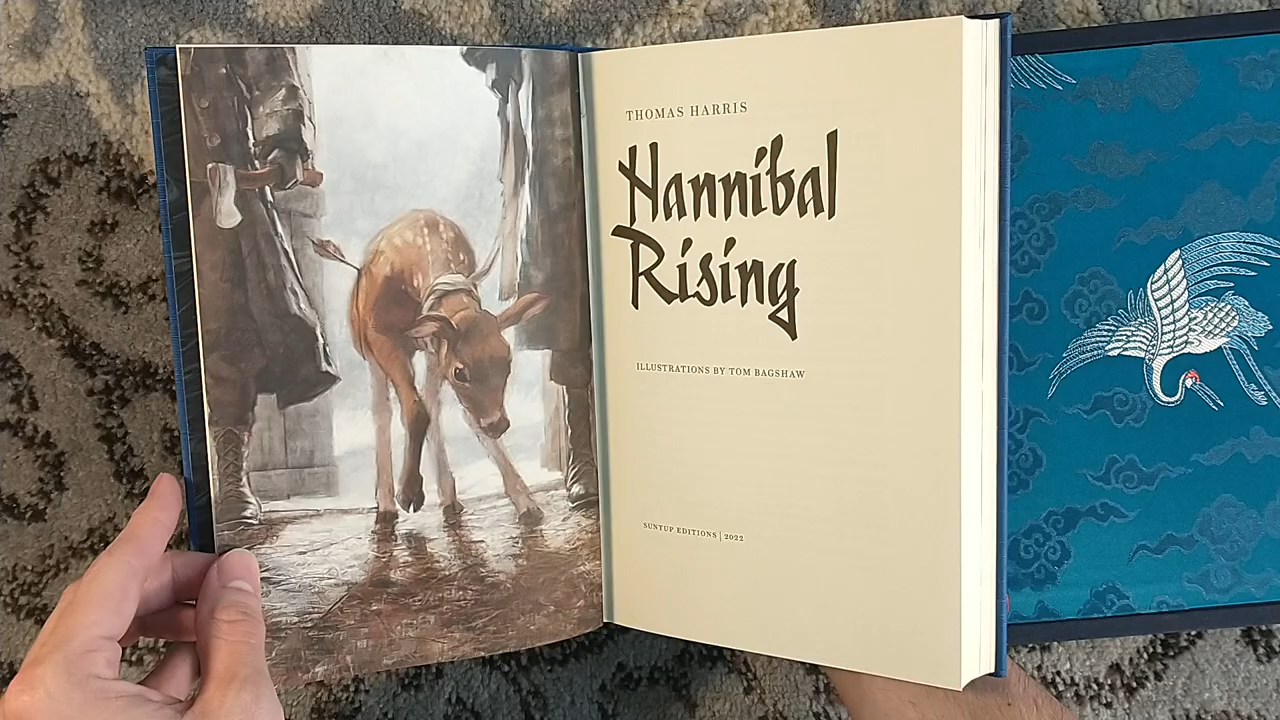 THOMAS HARRIS
Hannibal
Rising
ILLUSTRATIONS BY TOM BAGSHAW
SUNTUP EDITIONS | 2022